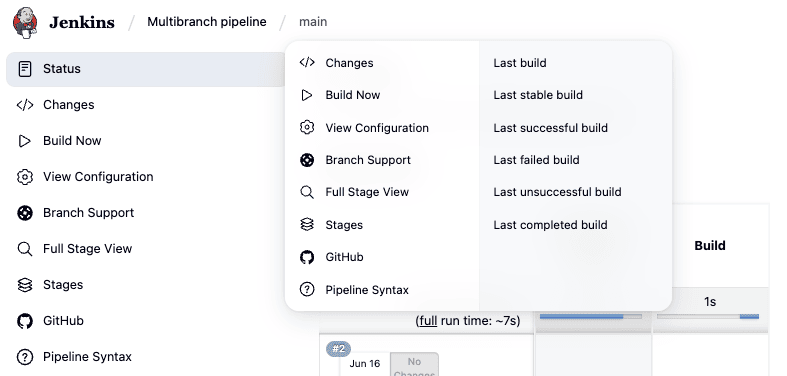 Jenkins / Multibranch pipeline / main
Status
Changes
Build Now
View Configuration
Branch Support
Full Stage View
Stages
GitHub
Pipeline Syntax
Changes
Build Now
View Configuration
Branch Support
Full Stage View
Stages
GitHub
Pipeline Syntax
Last build
Last stable build
Last successful build
Last failed build
Last unsuccessful build
Last completed build
Build
1s
(full run time: ~7s)
#2
Jun 16
No
Changes